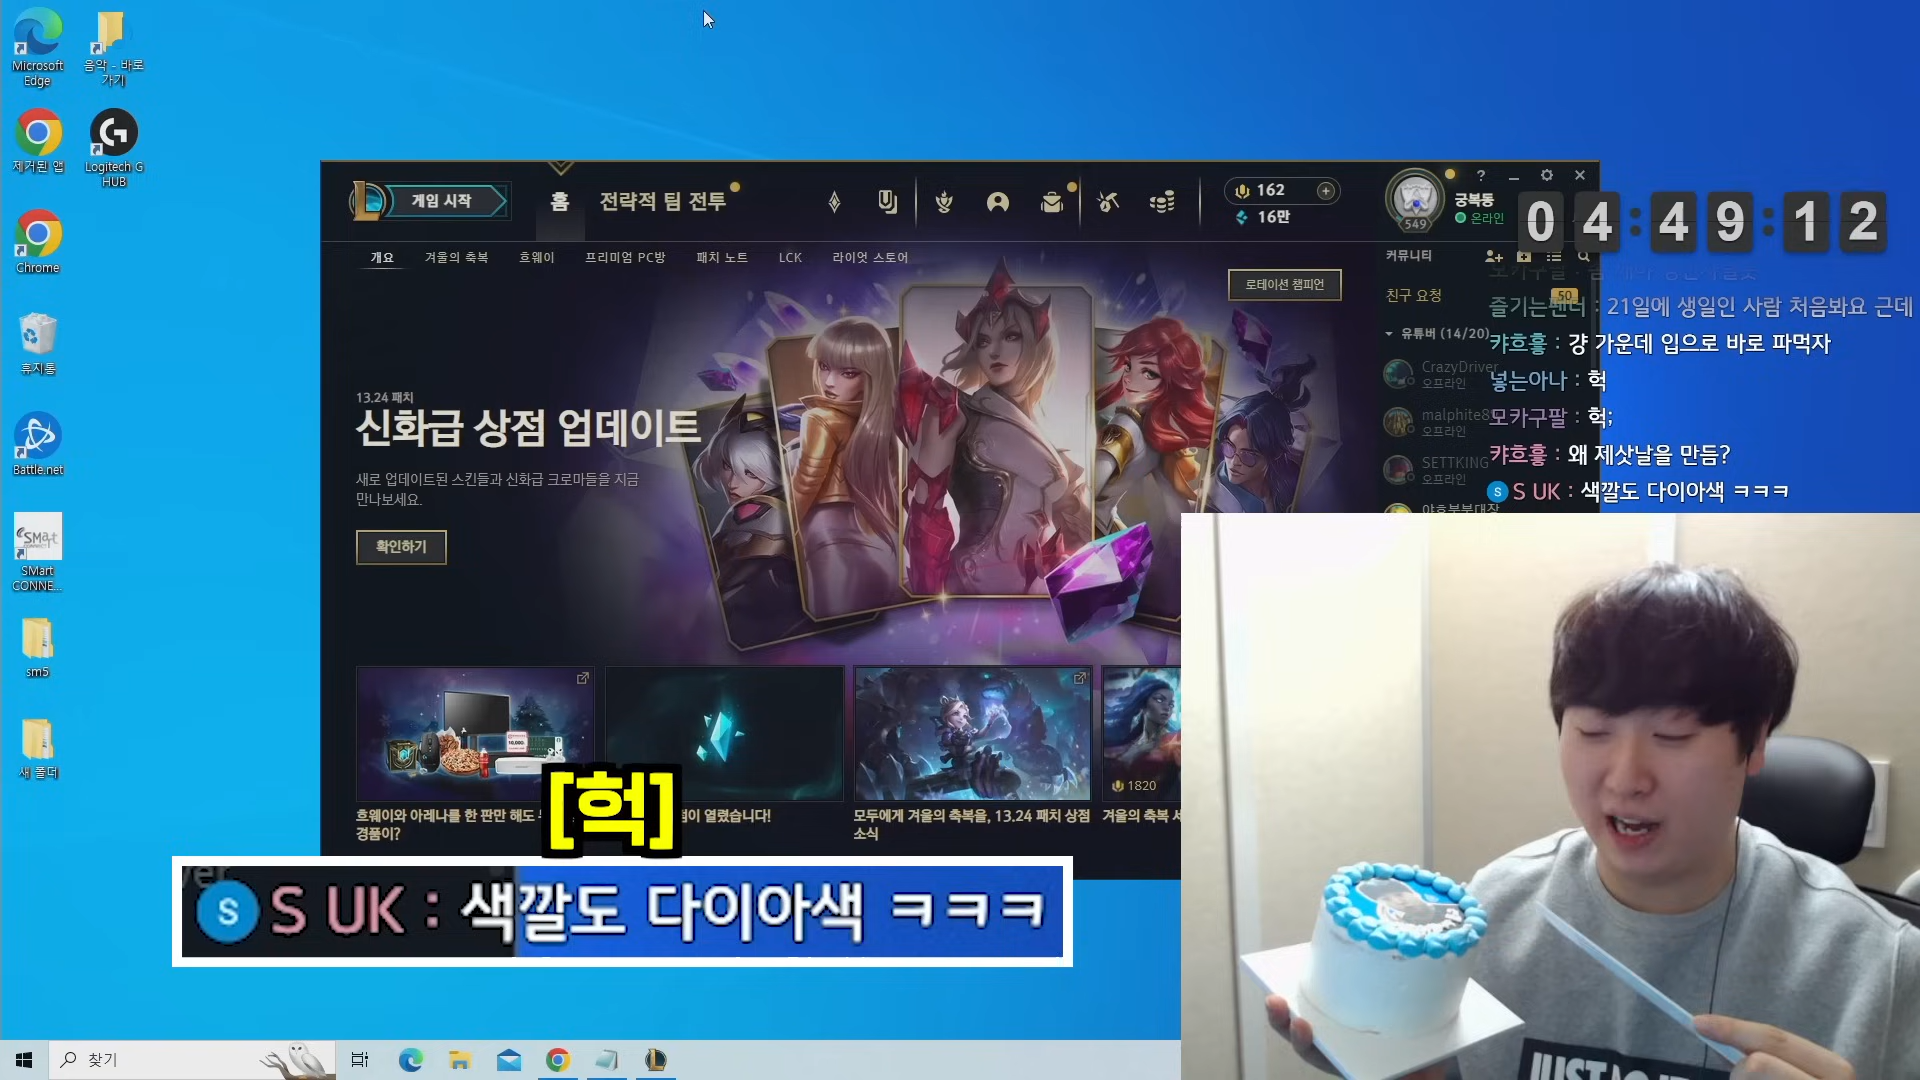 Microsoft Edge
음악 - 바로 가기
제거된 앱
Logitech G HUB
Chrome
휴지통
Battle.net
SMart CONNE...
sm5
새 폴더
게임 시작
홈
전략적 팀 전투
162
16만
549
궁복동
온라인
04:49:12
개요
겨울의 축복
흐웨이
프리미엄 PC방
패치 노트
LCK
라이엇 스토어
로테이션 챔피언
커뮤니티
친구 요청
50
유튜버 (14/20)
CrazyDriver
오프라인
오프라인
SETTKING
오프라인
즐기는팬더 : 21일에 생일인 사람 처음봐요 근데
캬흐흫 : 걍 가운데 입으로 바로 파먹자
넣는아나 : 헉
모카구팔 : 헉;
캬흐흫 : 왜 제삿날을 만듬?
S UK : 색깔도 다이아색 ㅋㅋㅋ
13.24 패치
신화급 상점 업데이트
새로 업데이트된 스킨들과 신화급 크로마들을 지금
만나보세요.
확인하기
1820
흐웨이와 아레나를 한 판만 해도
경품이?
열렸습니다!
모두에게 겨울의 축복을, 13.24 패치 상점
소식
겨울의 축복
[헉]
S UK : 색깔도 다이아색 ㅋㅋㅋ
찾기